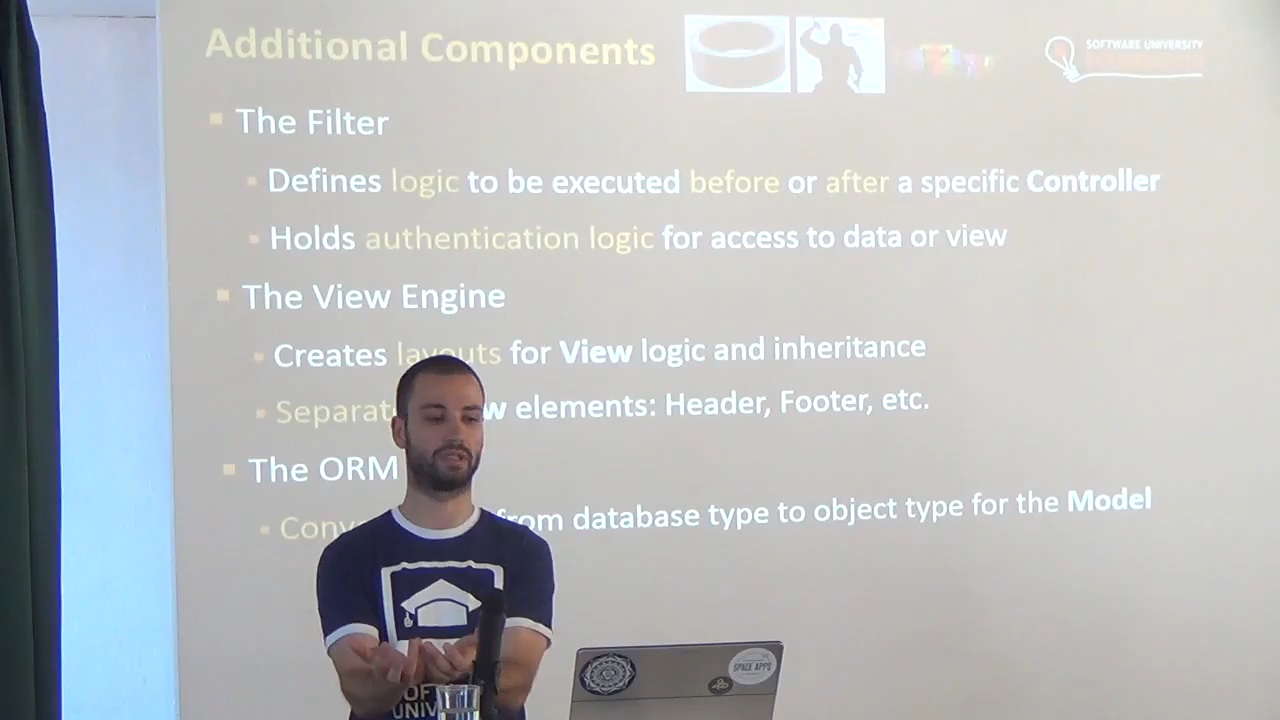 Additional Components
SOFTWARE UNIVERSITY
The Filter
Defines logic to be executed before or after a specific Controller
Holds authentication logic for access to data or view
The View Engine
Creates layouts for View logic and inheritance
elements: Header, Footer, etc.
The ORM
from database type to object type for the Model
SPACE APPS